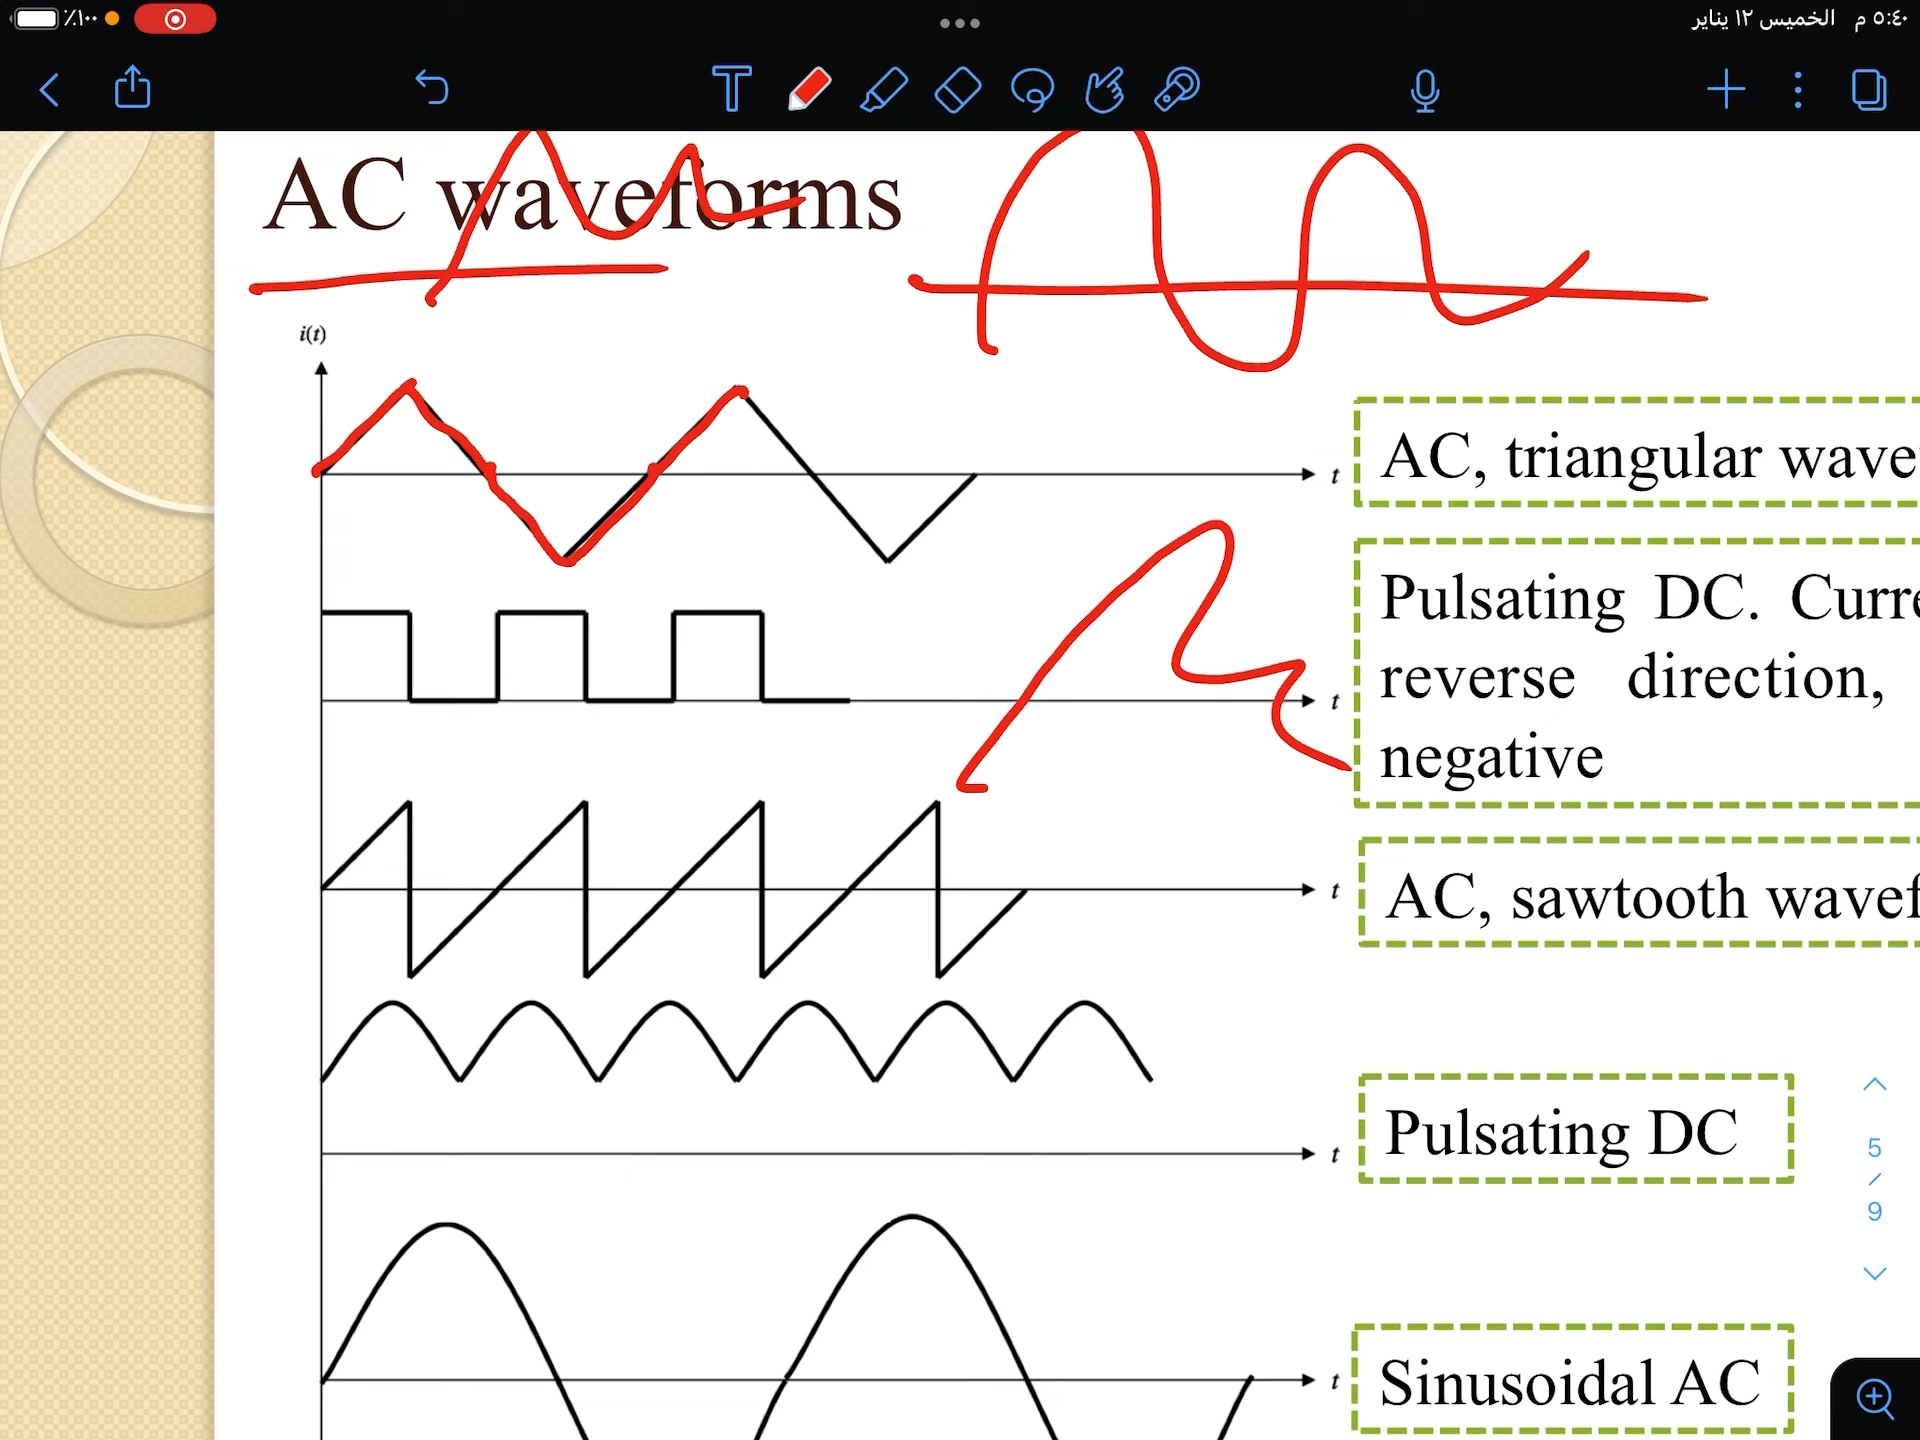 ٪١٠٠
٥:٤٠ م الخميس ١٢ يناير
AC waveforms
i(t)
t
AC, triangular wave
t
Pulsating DC. Curre
reverse direction,
negative
t
AC, sawtooth wavef
t
Pulsating DC
5
/
9
t
Sinusoidal AC